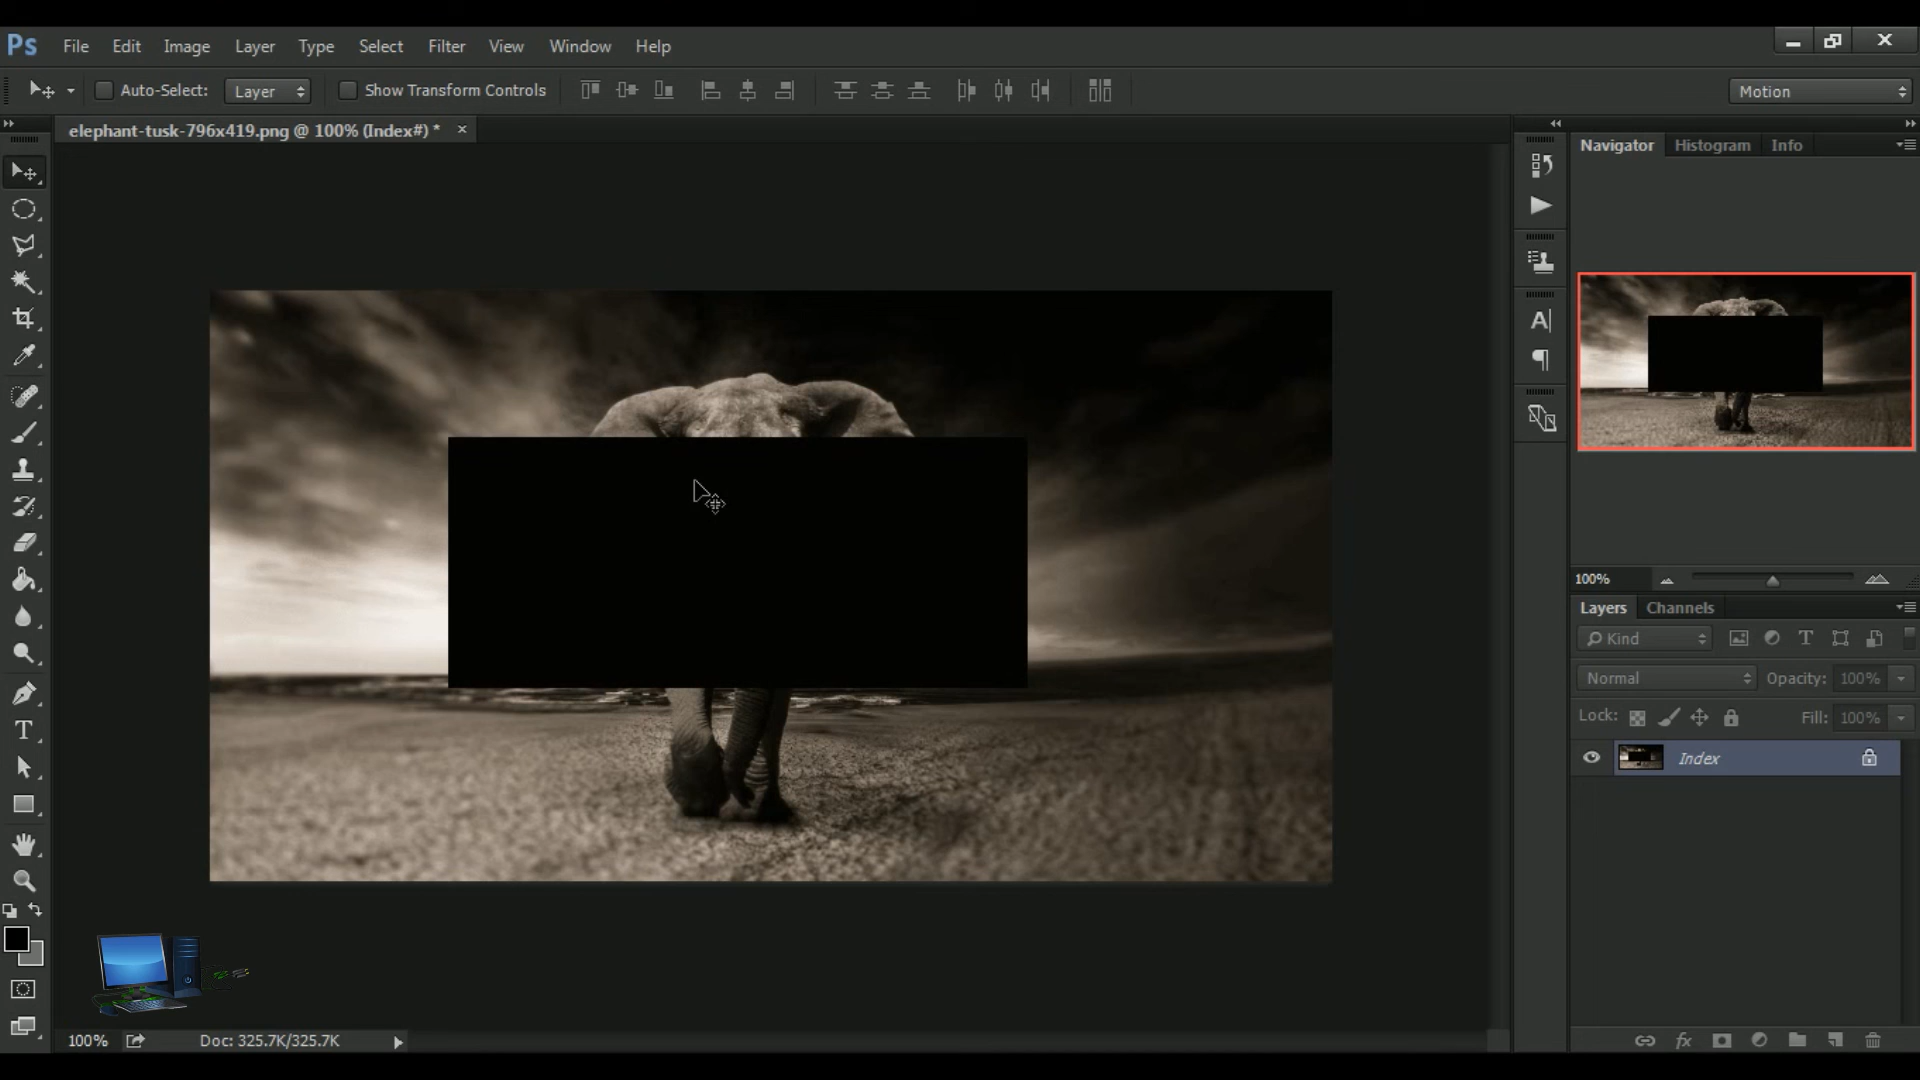 Ps File Edit Image Layer Type Select Filter View Window Help
Auto-Select: Layer Show Transform Controls Motion
elephant-tusk-796x419.png @ 100% (Index#) * ×
Navigator Histogram Info
100%
Layers Channels
Kind
Normal Opacity: 100%
Lock: Fill: 100%
Index
100% Doc: 325.7K/325.7K